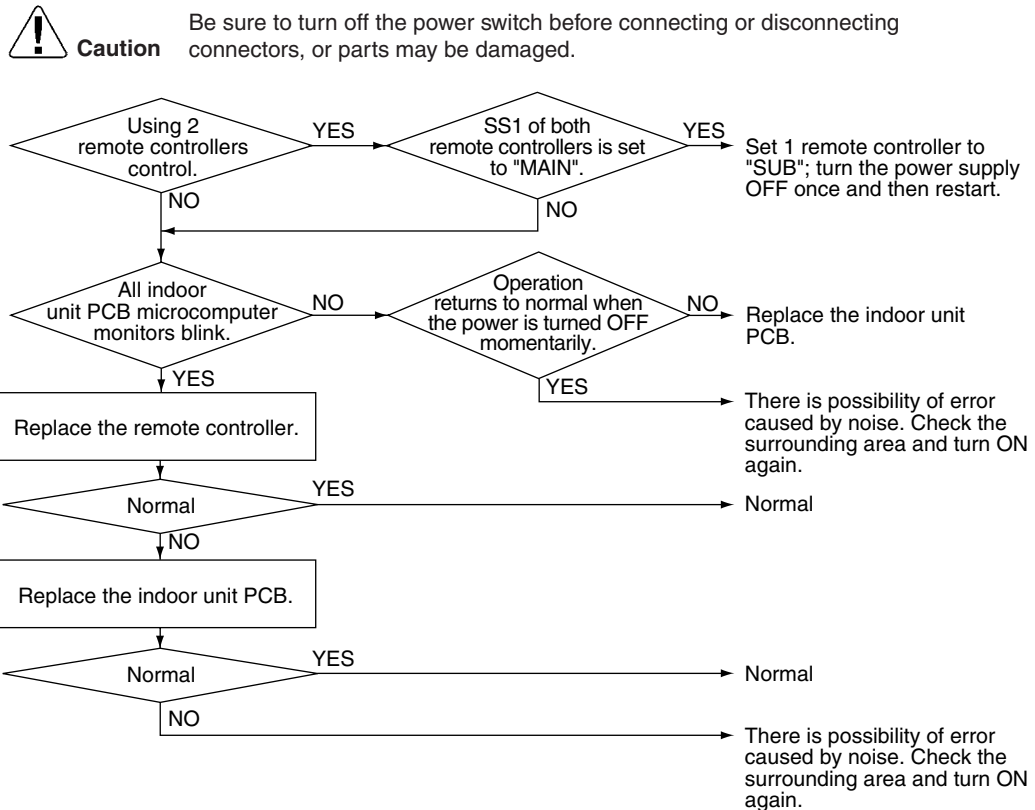 Be sure to turn off the power switch before connecting or disconnecting
Caution connectors, or parts may be damaged.
Using 2
remote controllers
control.
YES
SS1 of both
remote controllers is set
to "MAIN".
YES
Set 1 remote controller to
"SUB"; turn the power supply
OFF once and then restart.
NO
NO
All indoor
unit PCB microcomputer
monitors blink.
NO
Operation
returns to normal when
the power is turned OFF
momentarily.
NO
Replace the indoor unit
PCB.
YES
YES
There is possibility of error
caused by noise. Check the
surrounding area and turn ON
again.
Replace the remote controller.
Normal
YES
Normal
NO
Replace the indoor unit PCB.
Normal
YES
Normal
NO
There is possibility of error
caused by noise. Check the
surrounding area and turn ON
again.